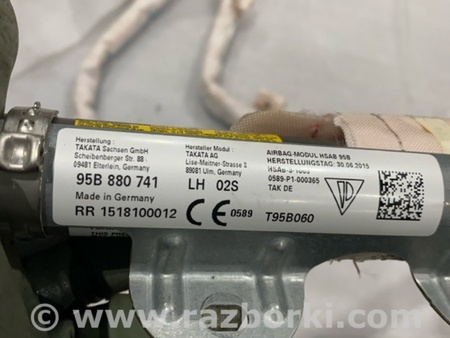 Herstellung :
TAKATA Sachsen GmbH
Scheibenberger Str. 88
09481 Elterlein, Germany
Hersteller Modul :
TAKATA AG
Lise-Meitner-Strasse 3
89081 Ulm, Germany
AIRBAG-MODUL HSAB 95B
HERSTELLUNGSTAG: 30.06.2015
0589-P1-000365
TAK DE
95B 880 741 LH 02S
Made in Germany
RR 1518100012 CE 0589 T95B060
www.razborki.com